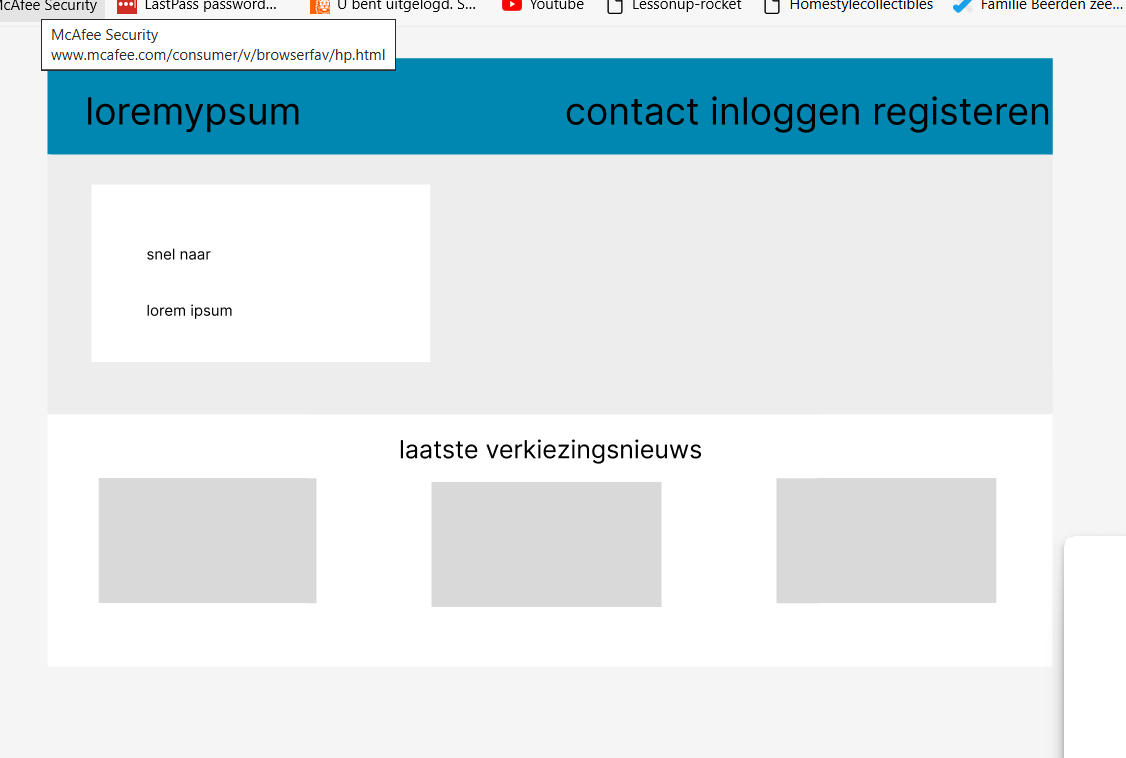 McAfee Security LastPass password... U bent uitgelogd. S... Youtube Lessonup-rocket Homestylecollectibles Familie Beerden zee...
McAfee Security
www.mcafee.com/consumer/v/browserfav/hp.html
loremypsum contact inloggen registeren
snel naar
lorem ipsum
laatste verkiezingsnieuws